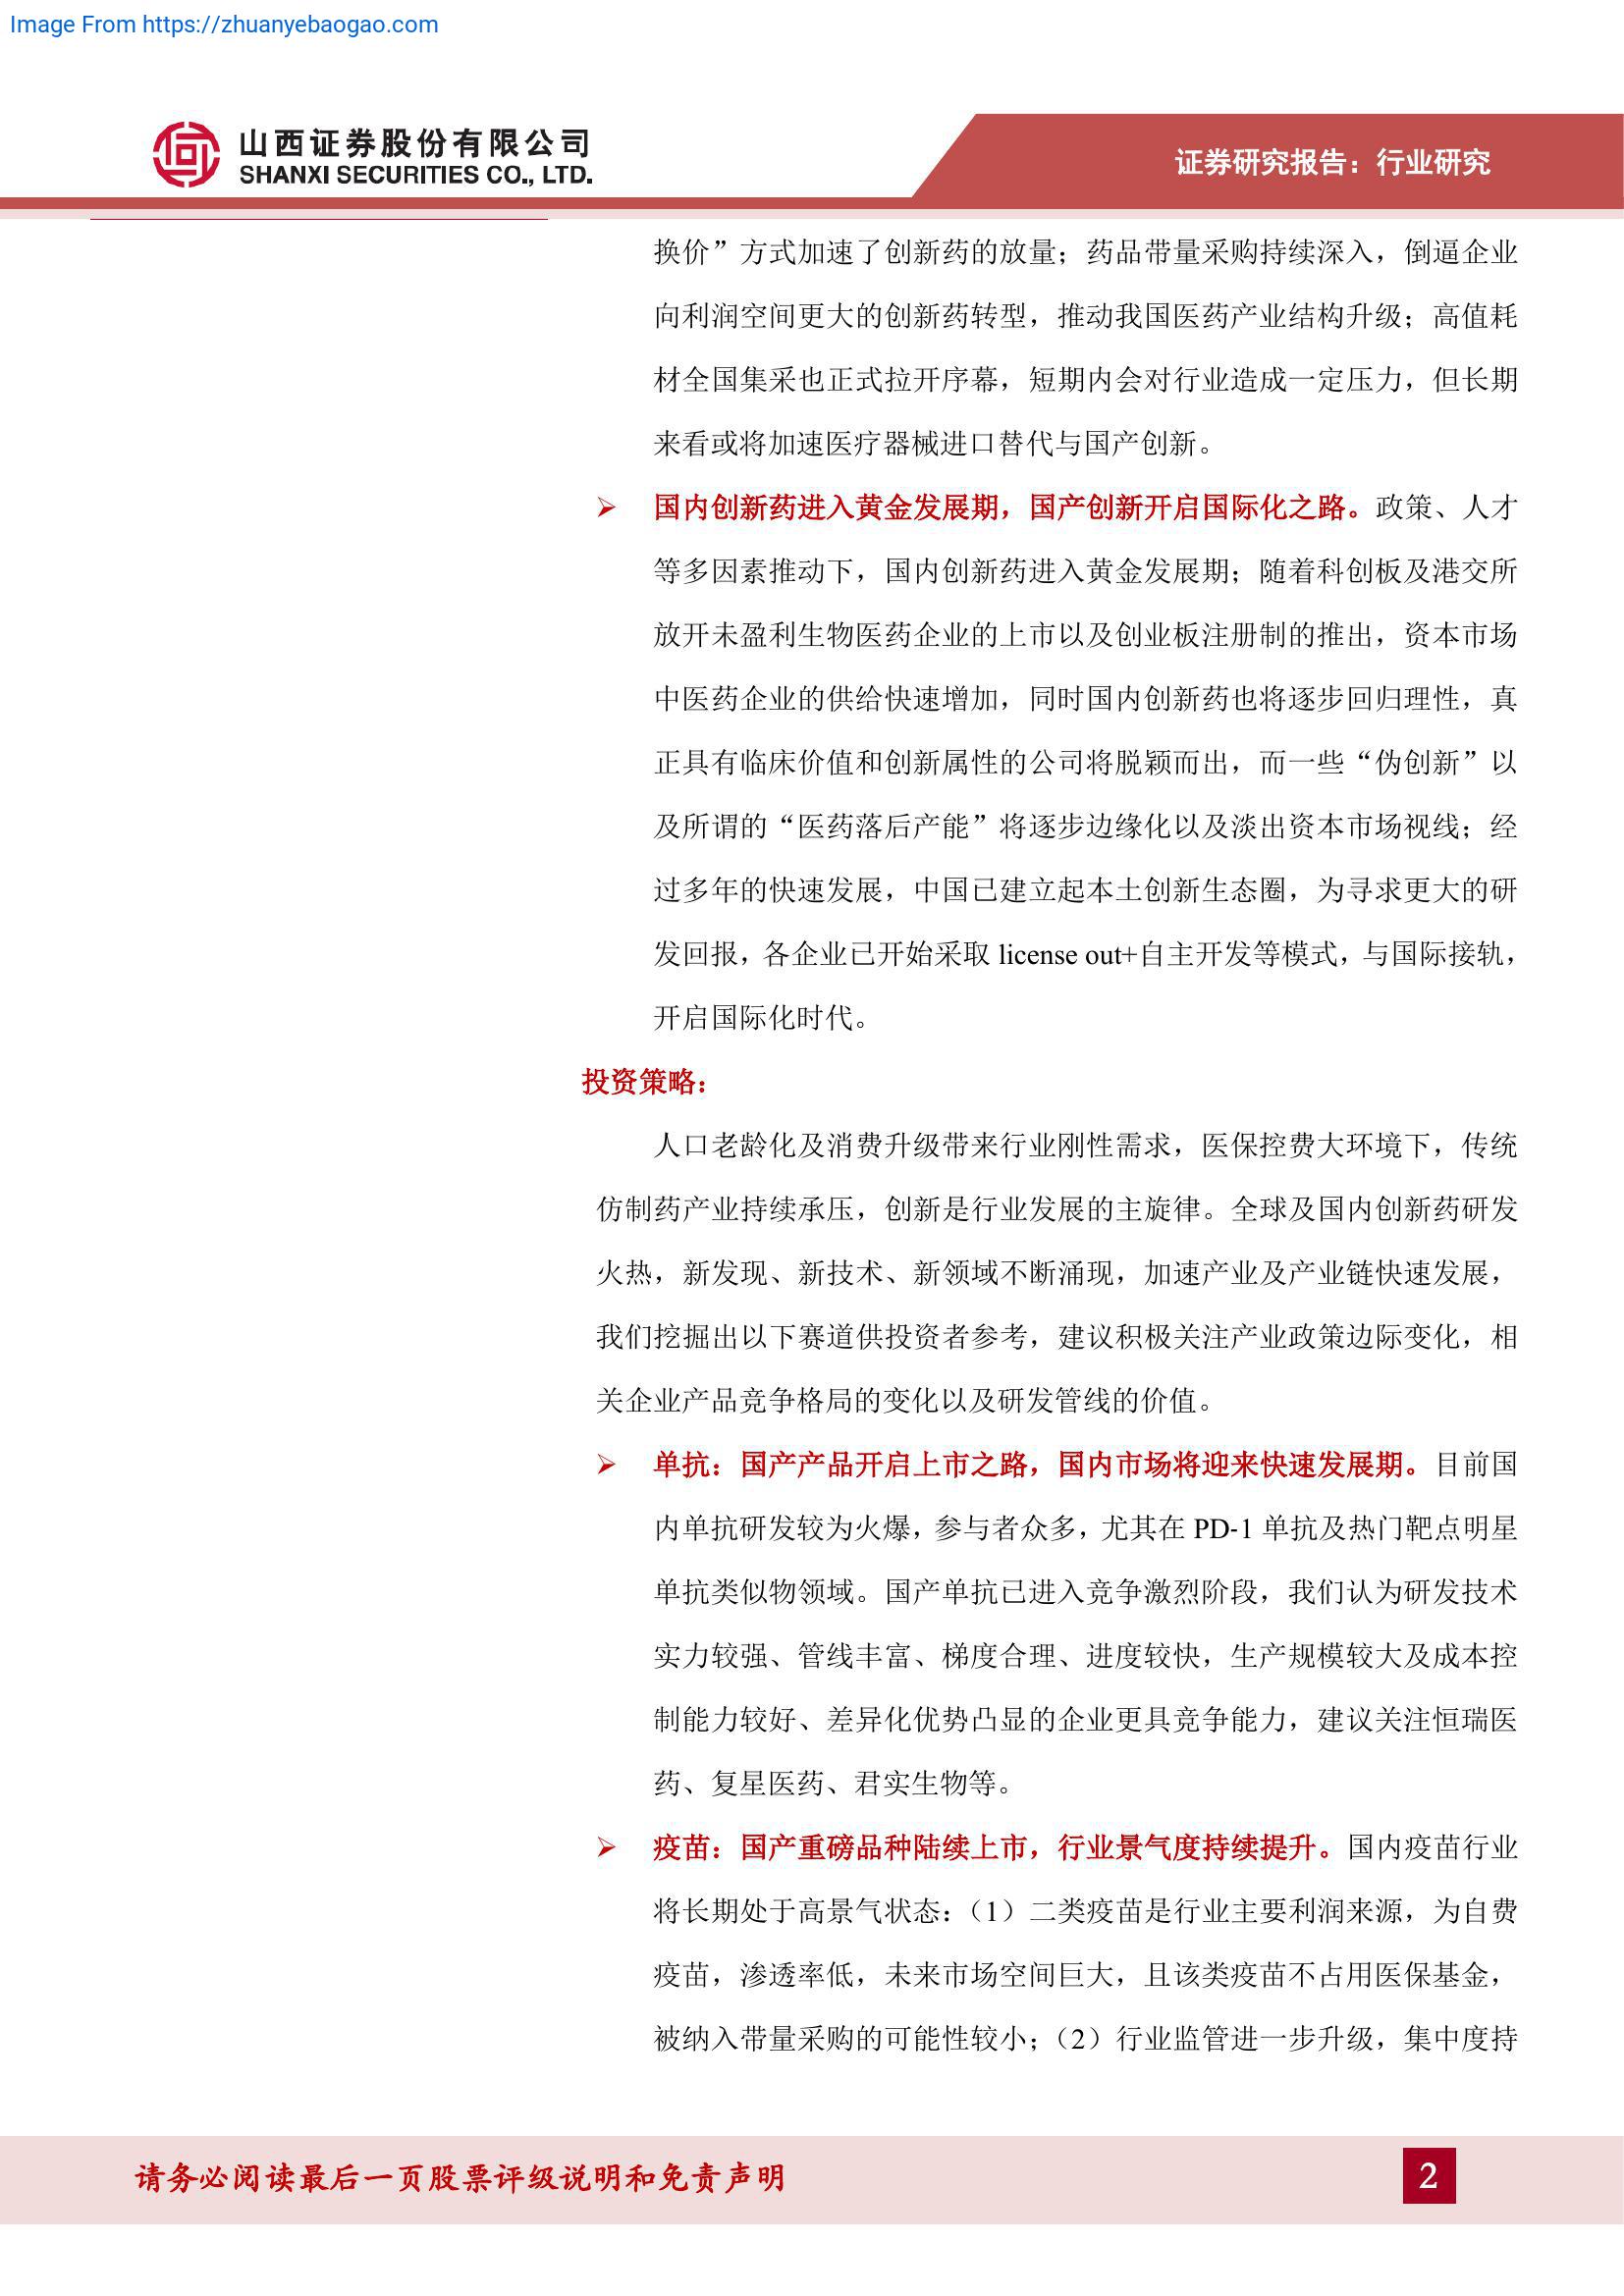 Image From https://zhuanyebaogao.com
山西证券股份有限公司
SHANXI SECURITIES CO., LTD.
证券研究报告：行业研究
换价”方式加速了创新药的放量；药品带量采购持续深入，倒逼企业
向利润空间更大的创新药转型，推动我国医药产业结构升级；高值耗
材全国集采也正式拉开序幕，短期内会对行业造成一定压力，但长期
来看或将加速医疗器械进口替代与国产创新。
➢ 国内创新药进入黄金发展期，国产创新开启国际化之路。政策、人才
等多因素推动下，国内创新药进入黄金发展期；随着科创板及港交所
放开未盈利生物医药企业的上市以及创业板注册制的推出，资本市场
中医药企业的供给快速增加，同时国内创新药也将逐步回归理性，真
正具有临床价值和创新属性的公司将脱颖而出，而一些“伪创新”以
及所谓的“医药落后产能”将逐步边缘化以及淡出资本市场视线；经
过多年的快速发展，中国已建立起本土创新生态圈，为寻求更大的研
发回报，各企业已开始采取 license out+自主开发等模式，与国际接轨，
开启国际化时代。
投资策略：
人口老龄化及消费升级带来行业刚性需求，医保控费大环境下，传统
仿制药产业持续承压，创新是行业发展的主旋律。全球及国内创新药研发
火热，新发现、新技术、新领域不断涌现，加速产业及产业链快速发展，
我们挖掘出以下赛道供投资者参考，建议积极关注产业政策边际变化，相
关企业产品竞争格局的变化以及研发管线的价值。
➢ 单抗：国产产品开启上市之路，国内市场将迎来快速发展期。目前国
内单抗研发较为火爆，参与者众多，尤其在 PD-1 单抗及热门靶点明星
单抗类似物领域。国产单抗已进入竞争激烈阶段，我们认为研发技术
实力较强、管线丰富、梯度合理、进度较快，生产规模较大及成本控
制能力较好、差异化优势凸显的企业更具竞争能力，建议关注恒瑞医
药、复星医药、君实生物等。
➢ 疫苗：国产重磅品种陆续上市，行业景气度持续提升。国内疫苗行业
将长期处于高景气状态：（1）二类疫苗是行业主要利润来源，为自费
疫苗，渗透率低，未来市场空间巨大，且该类疫苗不占用医保基金，
被纳入带量采购的可能性较小；（2）行业监管进一步升级，集中度持
请务必阅读最后一页股票评级说明和免责声明
2